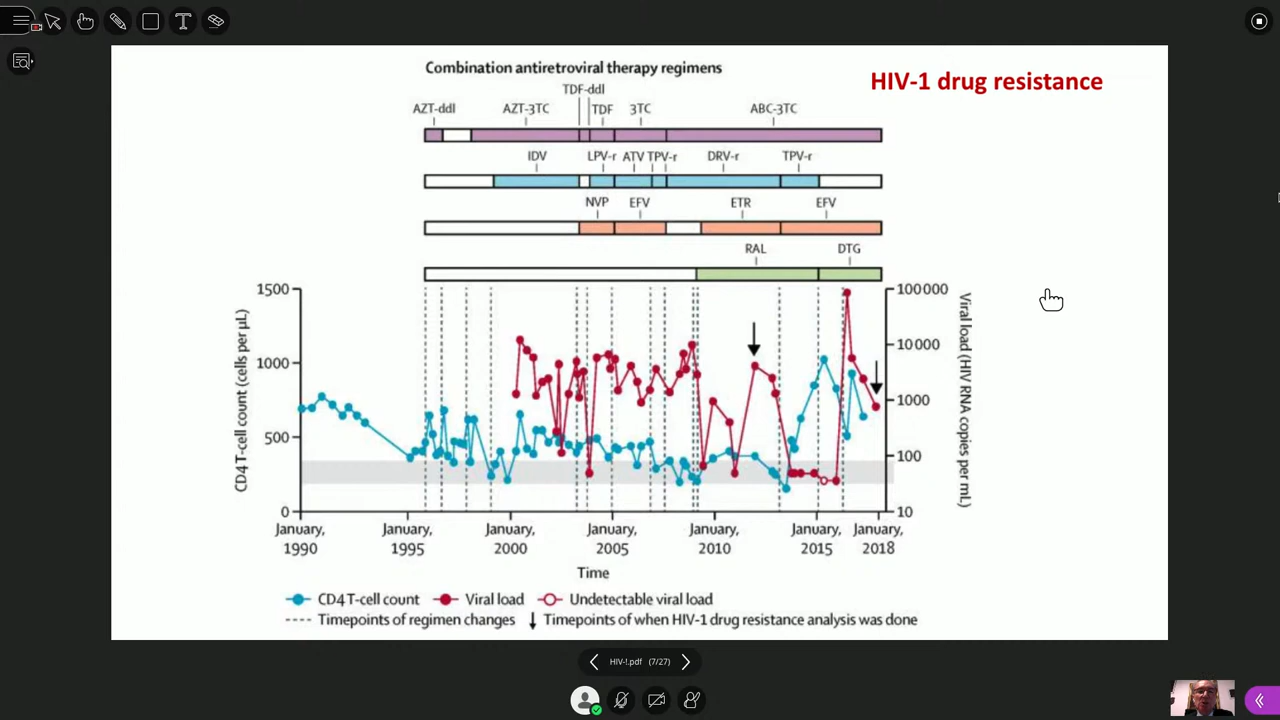 Combination antiretroviral therapy regimens
HIV-1 drug resistance
TDF-ddI
AZT-ddI AZT-3TC TDF 3TC ABC-3TC
IDV LPV-r ATV TPV-r DRV-r TPV-r
NVP EFV ETR EFV
RAL DTG
1500
1000
500
0
CD4 T-cell count (cells per µL)
100 000
10 000
1000
100
10
Viral load (HIV RNA copies per mL)
January, January, January, January, January, January, January,
1990 1995 2000 2005 2010 2015 2018
Time
CD4 T-cell count Viral load Undetectable viral load
Timepoints of regimen changes Timepoints of when HIV-1 drug resistance analysis was done
HIV-!.pdf (7/27)